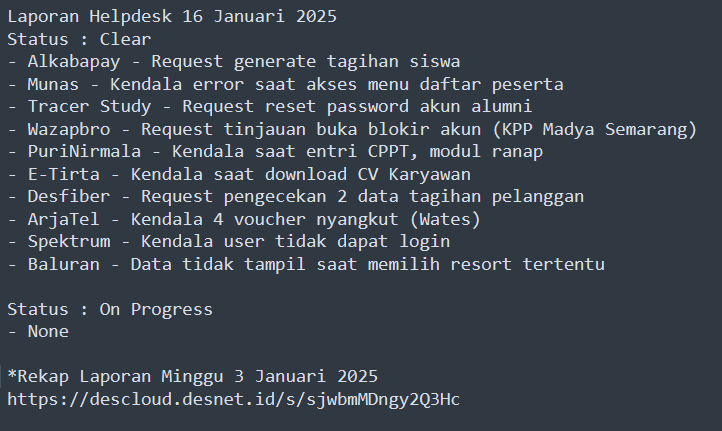 Laporan Helpdesk 16 Januari 2025
Status : Clear
- Alkabapay - Request generate tagihan siswa
- Munas - Kendala error saat akses menu daftar peserta
- Tracer Study - Request reset password akun alumni
- Wazapbro - Request tinjauan buka blokir akun (KPP Madya Semarang)
- PuriNirmala - Kendala saat entri CPPT, modul ranap
- E-Tirta - Kendala saat download CV Karyawan
- Desfiber - Request pengecekan 2 data tagihan pelanggan
- ArjaTel - Kendala 4 voucher nyangkut (Wates)
- Spektrum - Kendala user tidak dapat login
- Baluran - Data tidak tampil saat memilih resort tertentu
Status : On Progress
- None
*Rekap Laporan Minggu 3 Januari 2025
https://descloud.desnet.id/s/sjwbmMDngy2Q3Hc